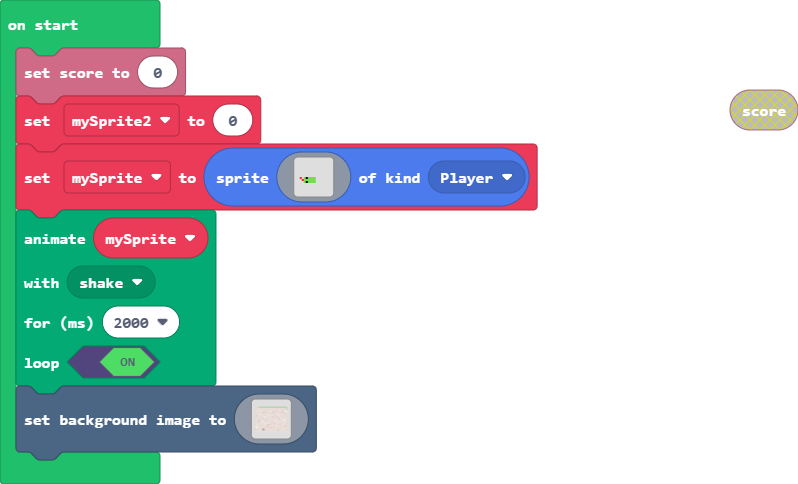 on start
set score to 0
score
set mySprite2 to 0
set mySprite to sprite of kind Player
animate mySprite
with shake
for (ms) 2000
loop ON
set background image to